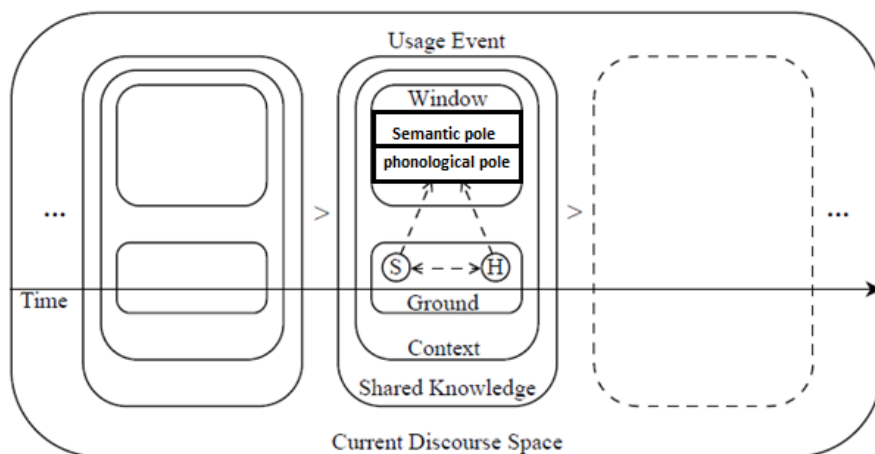 Usage Event
Window
Semantic pole
phonological pole
... > > ...
S H
Time
Ground
Context
Shared Knowledge
Current Discourse Space